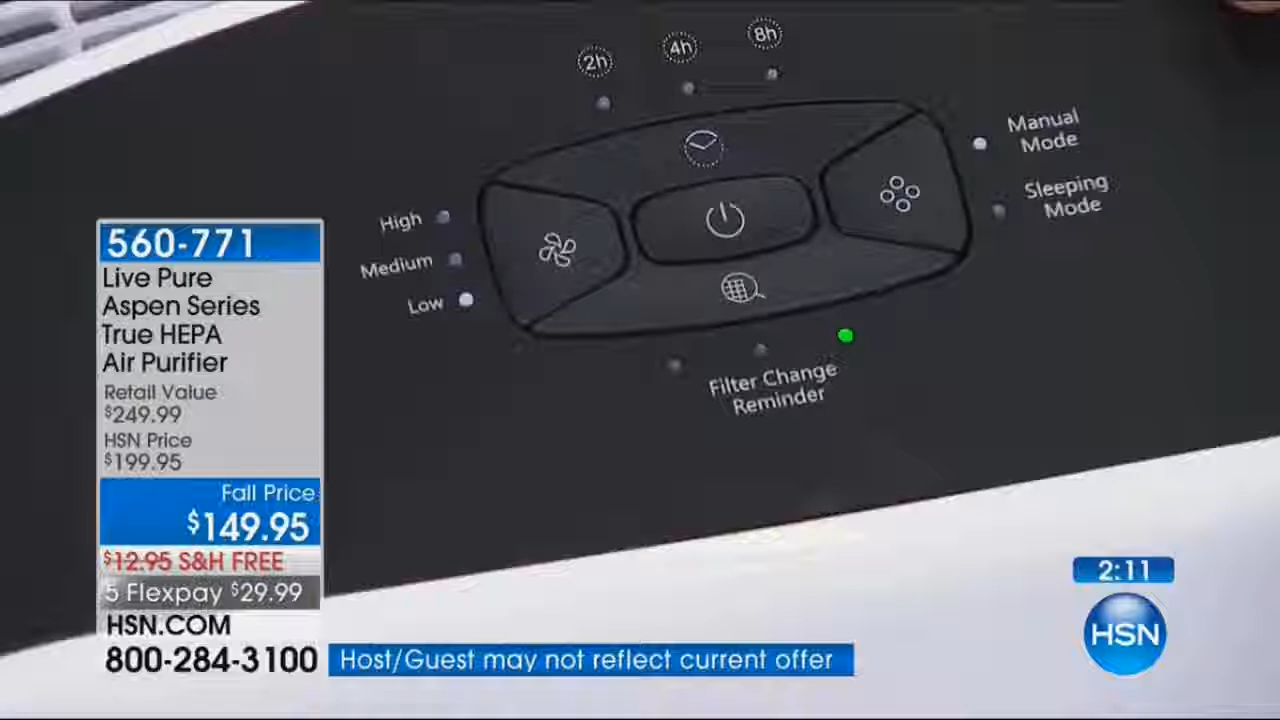 2h
4h
8h
Manual
Mode
Sleeping
Mode
High
Medium
Low
Filter Change
Reminder
560-771
Live Pure
Aspen Series
True HEPA
Air Purifier
Retail Value
$249.99
HSN Price
$199.95
Fall Price
$149.95
$12.95 S&H FREE
5 Flexpay $29.99
HSN.COM
800-284-3100
Host/Guest may not reflect current offer
2:11
HSN